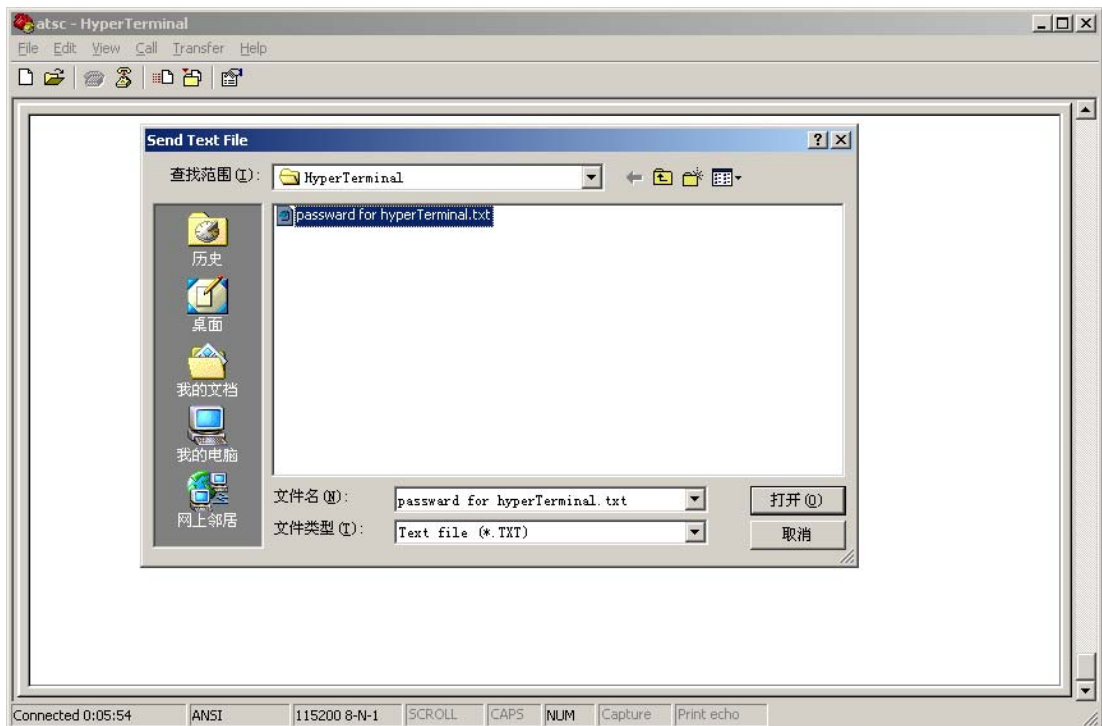 atsc - HyperTerminal
File Edit View Call Transfer Help
Send Text File
查找范围(I):
HyperTerminal
passward for hyperTerminal.txt
历史
桌面
我的文档
我的电脑
网上邻居
文件名(N):
passward for hyperTerminal.txt
打开(O)
文件类型(T):
Text file (*.TXT)
取消
Connected 0:05:54
ANSI
115200 8-N-1
SCROLL
CAPS
NUM
Capture
Print echo